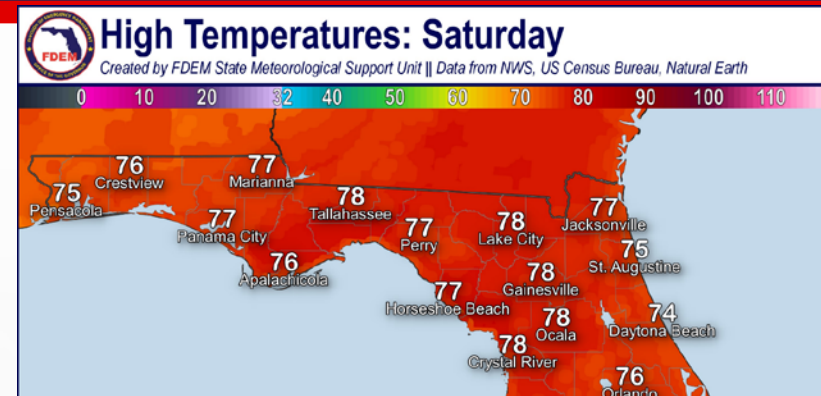 High Temperatures: Saturday
Created by FDEM State Meteorological Support Unit || Data from NWS, US Census Bureau, Natural Earth
FDEM
0 10 20 32 40 50 60 70 80 90 100 110
76
Crestview
77
Marianna
75
Pensacola
78
Tallahassee
77
Panama City
77
Perry
78
Lake City
77
Jacksonville
76
Apalachicola
75
St. Augustine
78
Gainesville
77
Horseshoe Beach
78
Ocala
74
Daytona Beach
78
Crystal River
76
Orlando